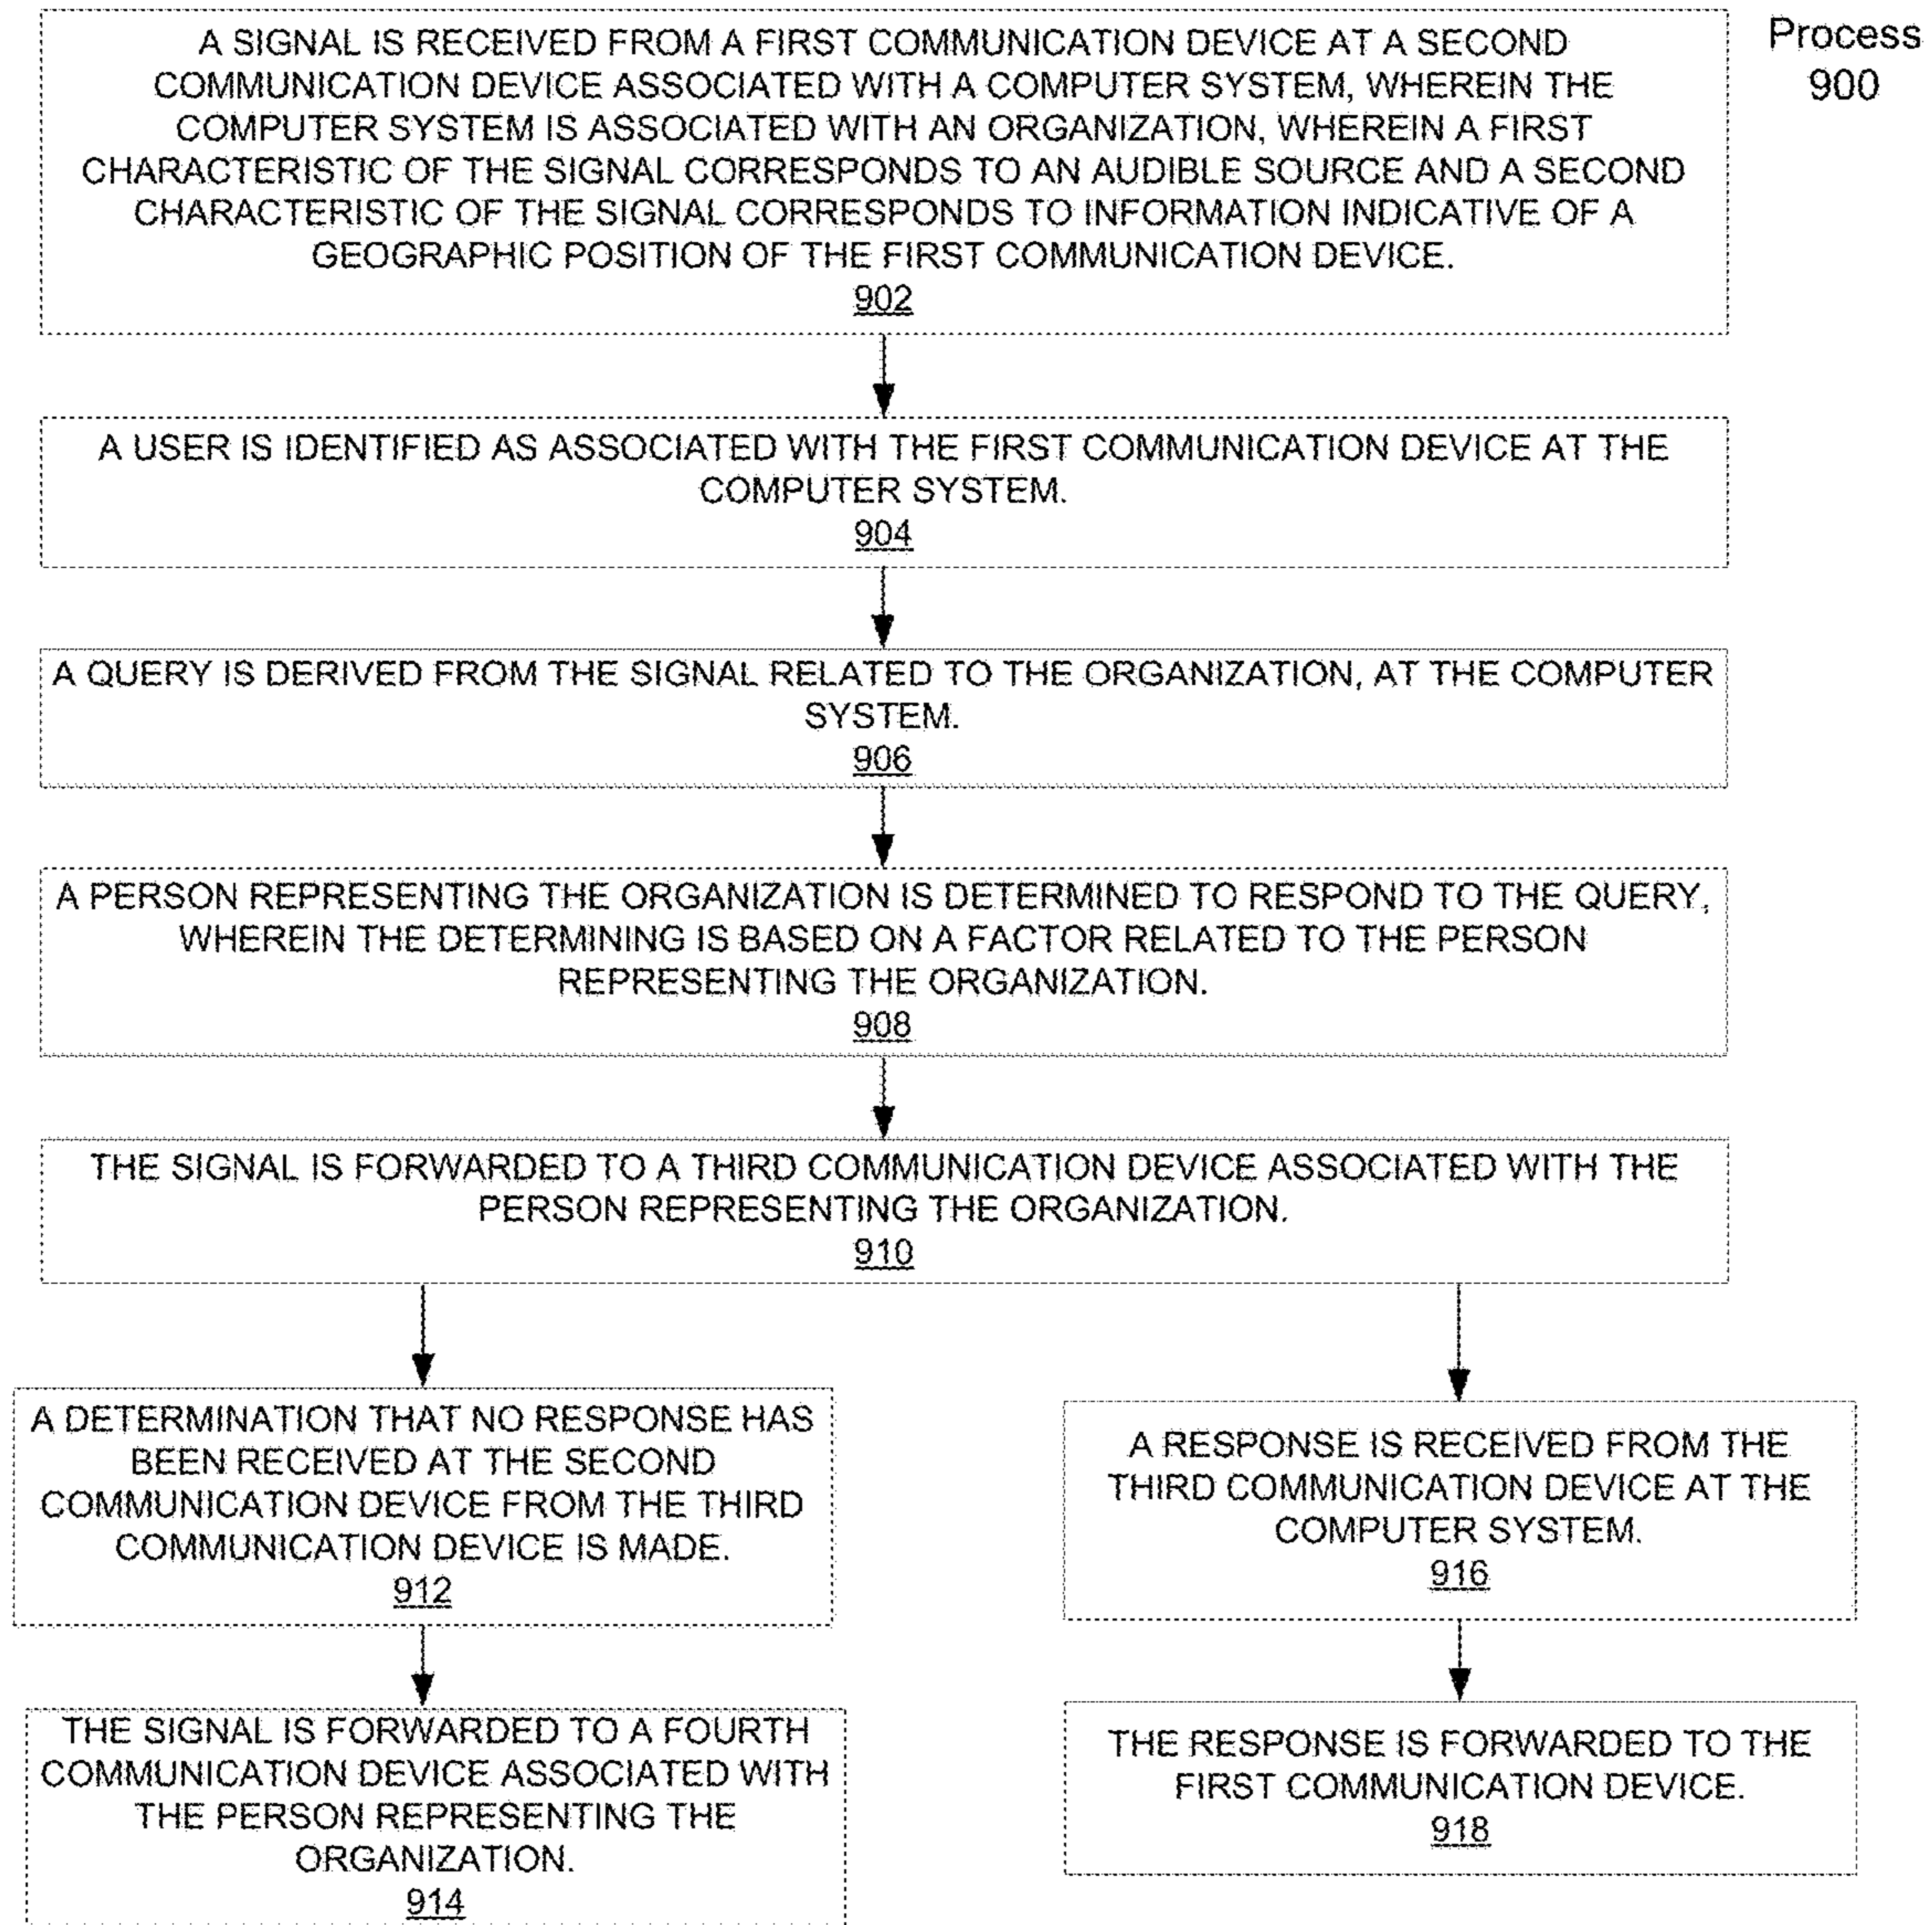 Process
900
A SIGNAL IS RECEIVED FROM A FIRST COMMUNICATION DEVICE AT A SECOND
COMMUNICATION DEVICE ASSOCIATED WITH A COMPUTER SYSTEM, WHEREIN THE
COMPUTER SYSTEM IS ASSOCIATED WITH AN ORGANIZATION, WHEREIN A FIRST
CHARACTERISTIC OF THE SIGNAL CORRESPONDS TO AN AUDIBLE SOURCE AND A SECOND
CHARACTERISTIC OF THE SIGNAL CORRESPONDS TO INFORMATION INDICATIVE OF A
GEOGRAPHIC POSITION OF THE FIRST COMMUNICATION DEVICE.
902
A USER IS IDENTIFIED AS ASSOCIATED WITH THE FIRST COMMUNICATION DEVICE AT THE
COMPUTER SYSTEM.
904
A QUERY IS DERIVED FROM THE SIGNAL RELATED TO THE ORGANIZATION, AT THE COMPUTER
SYSTEM.
906
A PERSON REPRESENTING THE ORGANIZATION IS DETERMINED TO RESPOND TO THE QUERY,
WHEREIN THE DETERMINING IS BASED ON A FACTOR RELATED TO THE PERSON
REPRESENTING THE ORGANIZATION.
908
THE SIGNAL IS FORWARDED TO A THIRD COMMUNICATION DEVICE ASSOCIATED WITH THE
PERSON REPRESENTING THE ORGANIZATION.
910
A DETERMINATION THAT NO RESPONSE HAS
BEEN RECEIVED AT THE SECOND
COMMUNICATION DEVICE FROM THE THIRD
COMMUNICATION DEVICE IS MADE.
912
THE SIGNAL IS FORWARDED TO A FOURTH
COMMUNICATION DEVICE ASSOCIATED WITH
THE PERSON REPRESENTING THE
ORGANIZATION.
914
A RESPONSE IS RECEIVED FROM THE
THIRD COMMUNICATION DEVICE AT THE
COMPUTER SYSTEM.
916
THE RESPONSE IS FORWARDED TO THE
FIRST COMMUNICATION DEVICE.
918